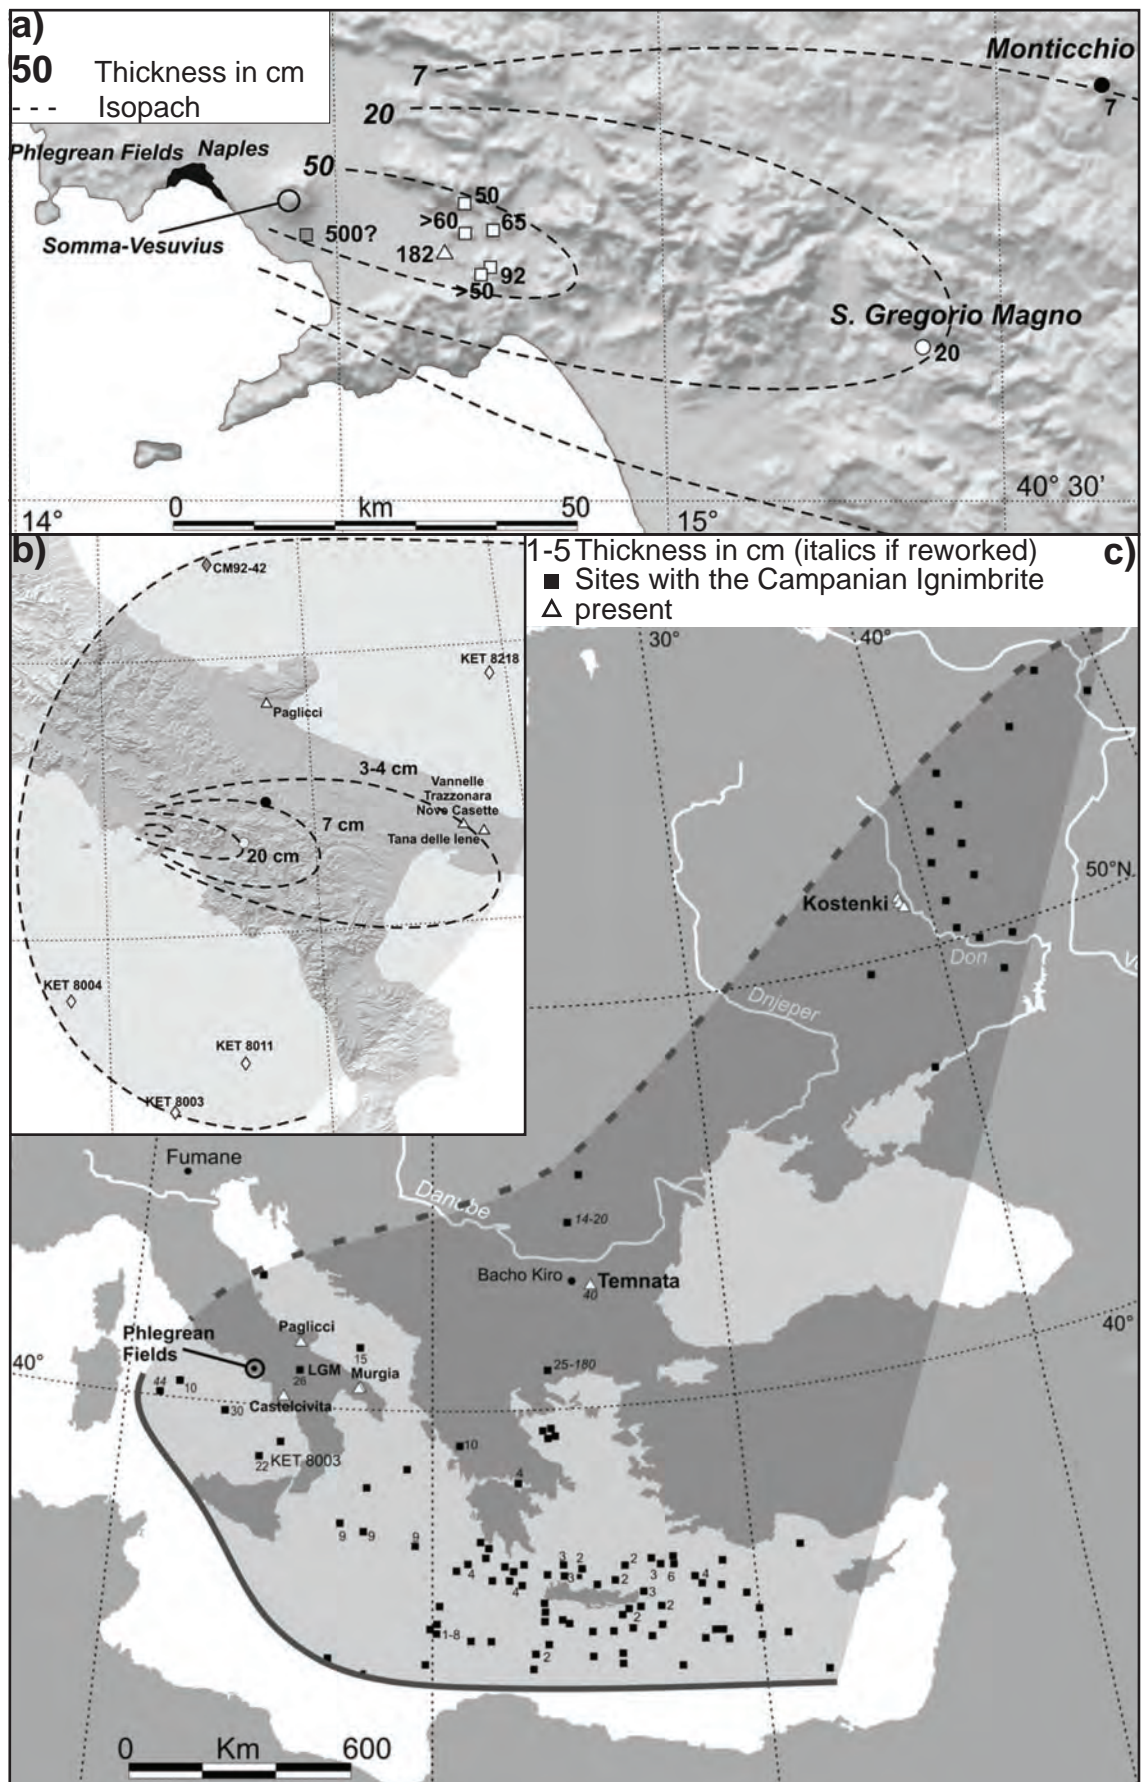 a)
50 Thickness in cm
--- Isopach
Monticchio
7
7
20
Phlegrean Fields Naples
50
50
>60
65
Somma-Vesuvius
500?
182
92
>50
S. Gregorio Magno
20
40° 30'
0 km 50
14°
15°
b)
CM92-42
KET 8218
Paglicci
3-4 cm
Vannelle
Trazzonara
Nove Casette
7 cm
Tana delle Iene
20 cm
KET 8004
KET 8011
KET 8003
1-5 Thickness in cm (italics if reworked)
c)
Sites with the Campanian Ignimbrite
present
30°
40°
50°N
Kostenki
Don
Dnjeper
Fumane
Danube
14-20
Bacho Kiro
Temnata
40
Paglicci
Phlegrean
Fields
15
25-180
40°
40°
LGM
Murgia
26
44
10
Castelcivita
30
10
22
KET 8003
4
9
9
9
3
2
2
4
3
3
6
4
2
4
3
2
2
1-8
2
0 Km 600